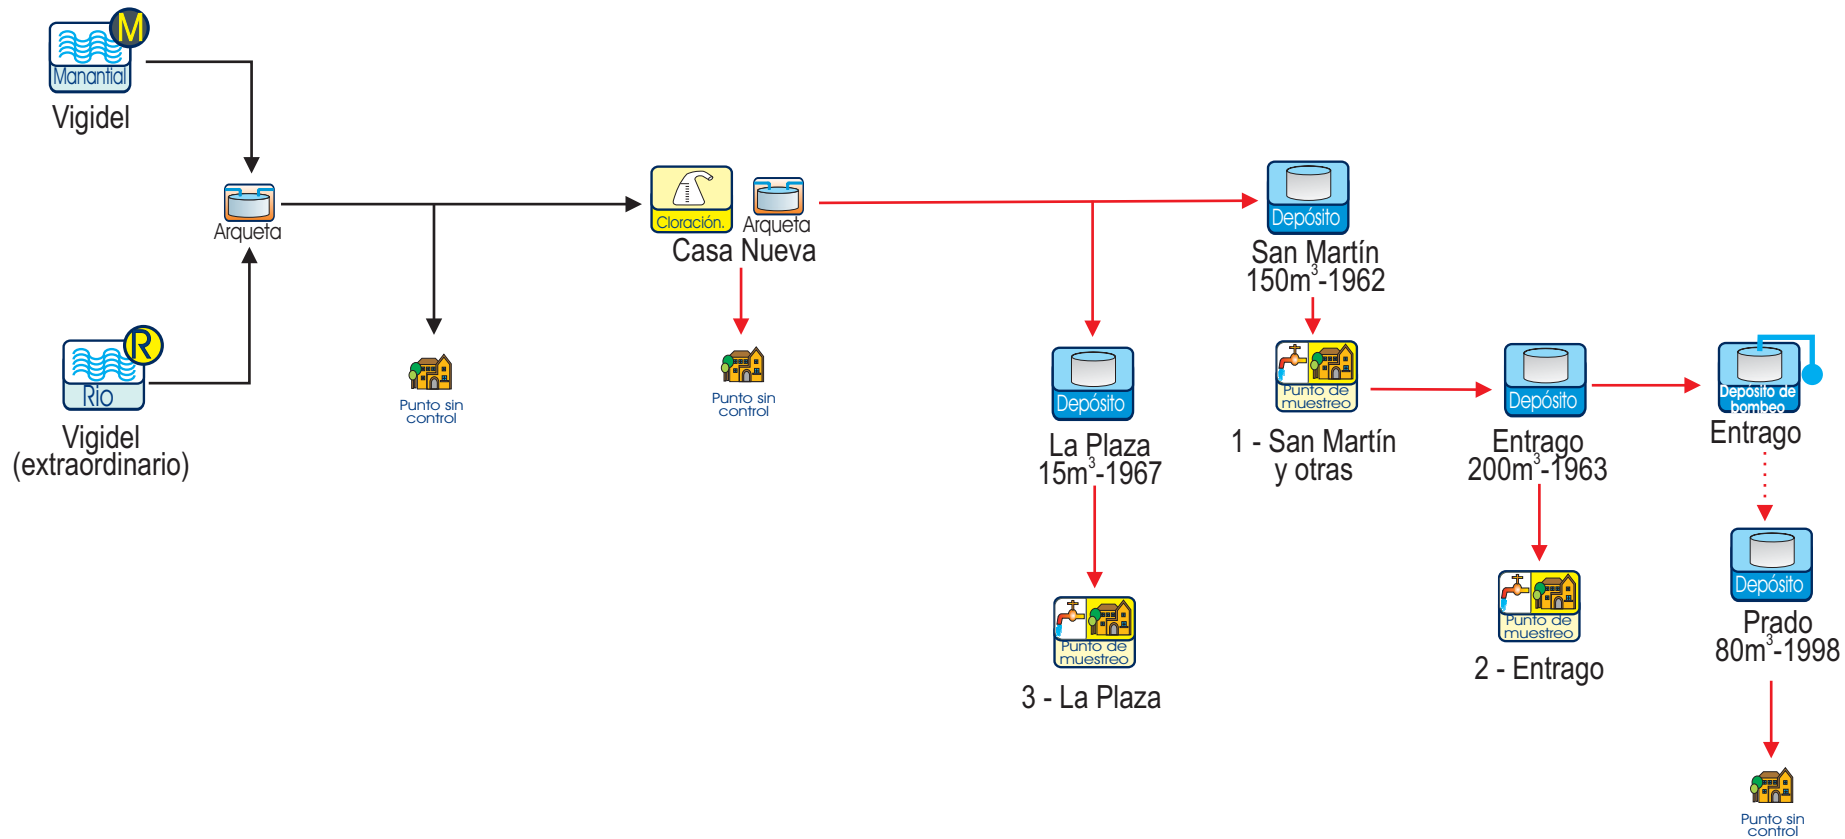 M
Manantial
Vigidel
Arqueta
R
Rio
Vigidel
(extraordinario)
Punto sin
control
Cloración.
Arqueta
Casa Nueva
Punto sin
control
Depósito
La Plaza
15m³-1967
Punto de
muestreo
3 - La Plaza
Depósito
San Martín
150m³-1962
Punto de
muestreo
1 - San Martín
y otras
Depósito
Entrago
200m³-1963
Punto de
muestreo
2 - Entrago
Depósito de
bombeo
Entrago
Depósito
Prado
80m³-1998
Punto sin
control